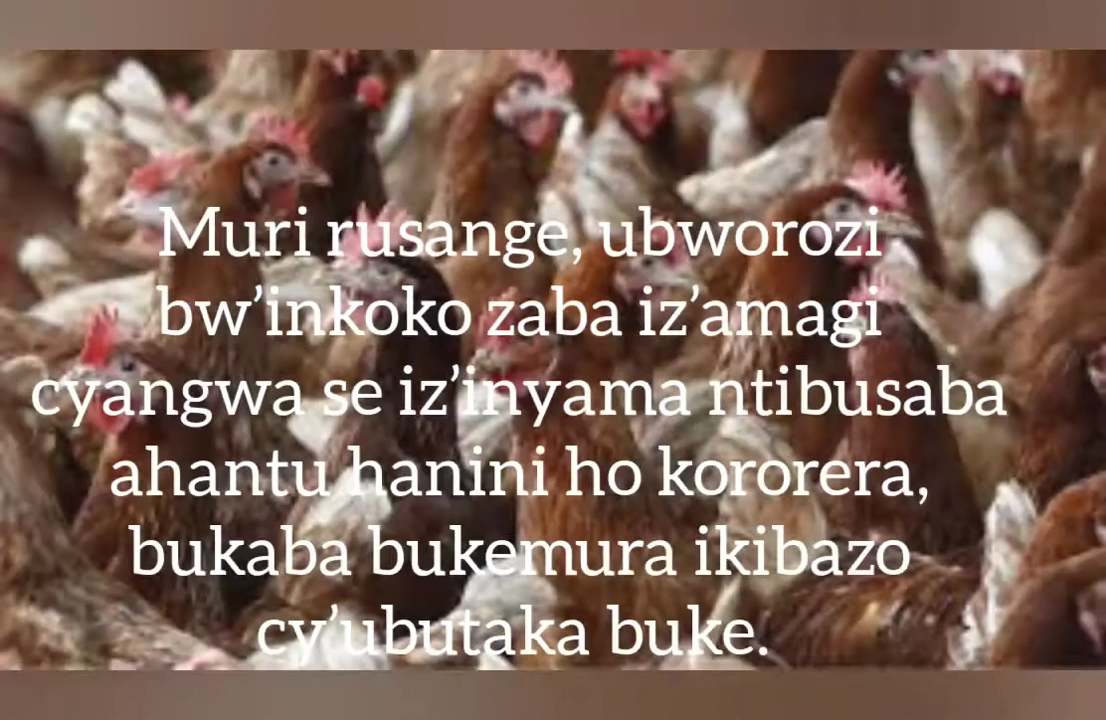 Muri rusange, ubworozi
bw’inkoko zaba iz’amagi
cyangwa se iz’inyama ntibusaba
ahantu hanini ho kororera,
bukaba bukemura ikibazo
cy’ubutaka buke.